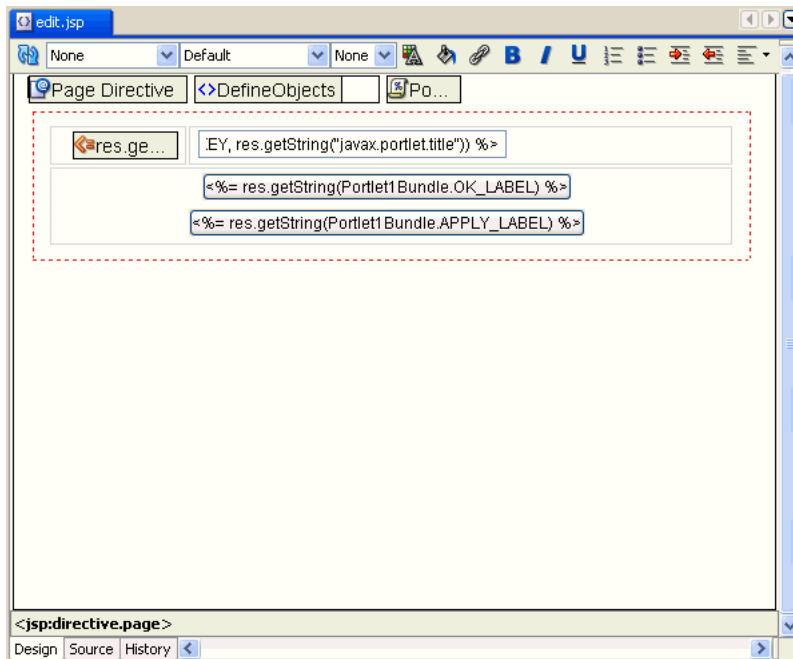 edit.jsp
None Default None B I U
Page Directive <>DefineObjects Po...
res.ge... EY, res.getString("javax.portlet.title")) %>
<%= res.getString(Portlet1Bundle.OK_LABEL) %>
<%= res.getString(Portlet1Bundle.APPLY_LABEL) %>
<jsp:directive.page>
Design Source History